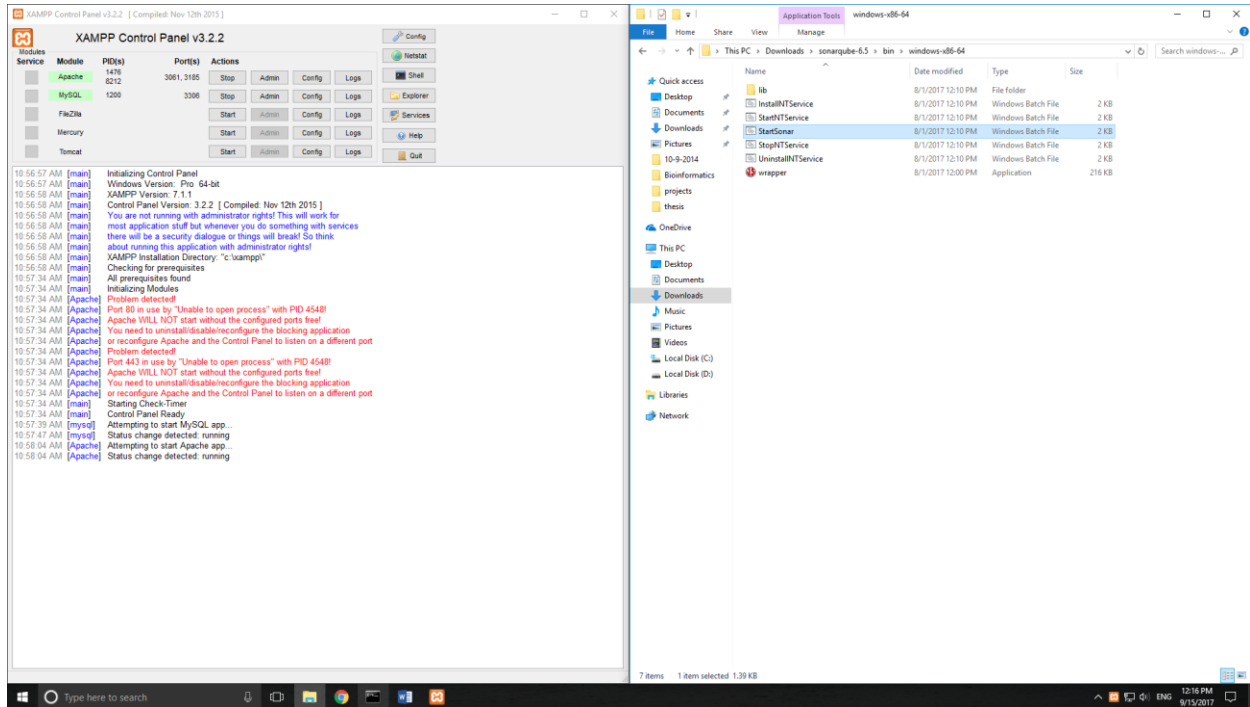 XAMPP Control Panel v3.2.2 [ Compiled: Nov 12th 2015 ]
XAMPP Control Panel v3.2.2
Config
Modules
Service Module PID(s) Port(s) Actions
Netstat
Apache 1476 8212 3061, 3185 Stop Admin Config Logs
Shell
MySQL 1200 3306 Stop Admin Config Logs
Explorer
FileZilla Start Admin Config Logs
Services
Mercury Start Admin Config Logs
Help
Tomcat Start Admin Config Logs
Quit
10:56:57 AM [main] Initializing Control Panel
10:56:57 AM [main] Windows Version: Pro 64-bit
10:56:58 AM [main] XAMPP Version: 7.1.1
10:56:58 AM [main] Control Panel Version: 3.2.2 [ Compiled: Nov 12th 2015 ]
10:56:58 AM [main] You are not running with administrator rights! This will work for
10:56:58 AM [main] most application stuff but whenever you do something with services
10:56:58 AM [main] there will be a security dialogue or things will break! So think
10:56:58 AM [main] about running this application with administrator rights!
10:56:58 AM [main] XAMPP Installation Directory: "c:\xampp\"
10:56:58 AM [main] Checking for prerequisites
10:57:34 AM [main] All prerequisites found
10:57:34 AM [main] Initializing Modules
10:57:34 AM [Apache] Problem detected!
10:57:34 AM [Apache] Port 80 in use by "Unable to open process" with PID 4548!
10:57:34 AM [Apache] Apache WILL NOT start without the configured ports free!
10:57:34 AM [Apache] You need to uninstall/disable/reconfigure the blocking application
10:57:34 AM [Apache] or reconfigure Apache and the Control Panel to listen on a different port
10:57:34 AM [Apache] Problem detected!
10:57:34 AM [Apache] Port 443 in use by "Unable to open process" with PID 4548!
10:57:34 AM [Apache] Apache WILL NOT start without the configured ports free!
10:57:34 AM [Apache] You need to uninstall/disable/reconfigure the blocking application
10:57:34 AM [Apache] or reconfigure Apache and the Control Panel to listen on a different port
10:57:34 AM [main] Starting Check-Timer
10:57:34 AM [main] Control Panel Ready
10:57:39 AM [mysql] Attempting to start MySQL app...
10:57:47 AM [mysql] Status change detected: running
10:58:04 AM [Apache] Attempting to start Apache app...
10:58:04 AM [Apache] Status change detected: running
Application Tools windows-x86-64
File Home Share View Manage
This PC > Downloads > sonarqube-6.5 > bin > windows-x86-64
Search windows-...
Quick access
Desktop
Documents
Downloads
Pictures
10-9-2014
Bioinformatics
projects
thesis
OneDrive
This PC
Desktop
Documents
Downloads
Music
Pictures
Videos
Local Disk (C:)
Local Disk (D:)
Libraries
Network
Name Date modified Type Size
lib 8/1/2017 12:10 PM File folder
InstallNTService 8/1/2017 12:10 PM Windows Batch File 2 KB
StartNTService 8/1/2017 12:10 PM Windows Batch File 2 KB
StartSonar 8/1/2017 12:10 PM Windows Batch File 2 KB
StopNTService 8/1/2017 12:10 PM Windows Batch File 2 KB
UninstallNTService 8/1/2017 12:10 PM Windows Batch File 2 KB
wrapper 8/1/2017 12:00 PM Application 216 KB
7 items 1 item selected 1.39 KB
Type here to search
ENG
12:16 PM
9/15/2017